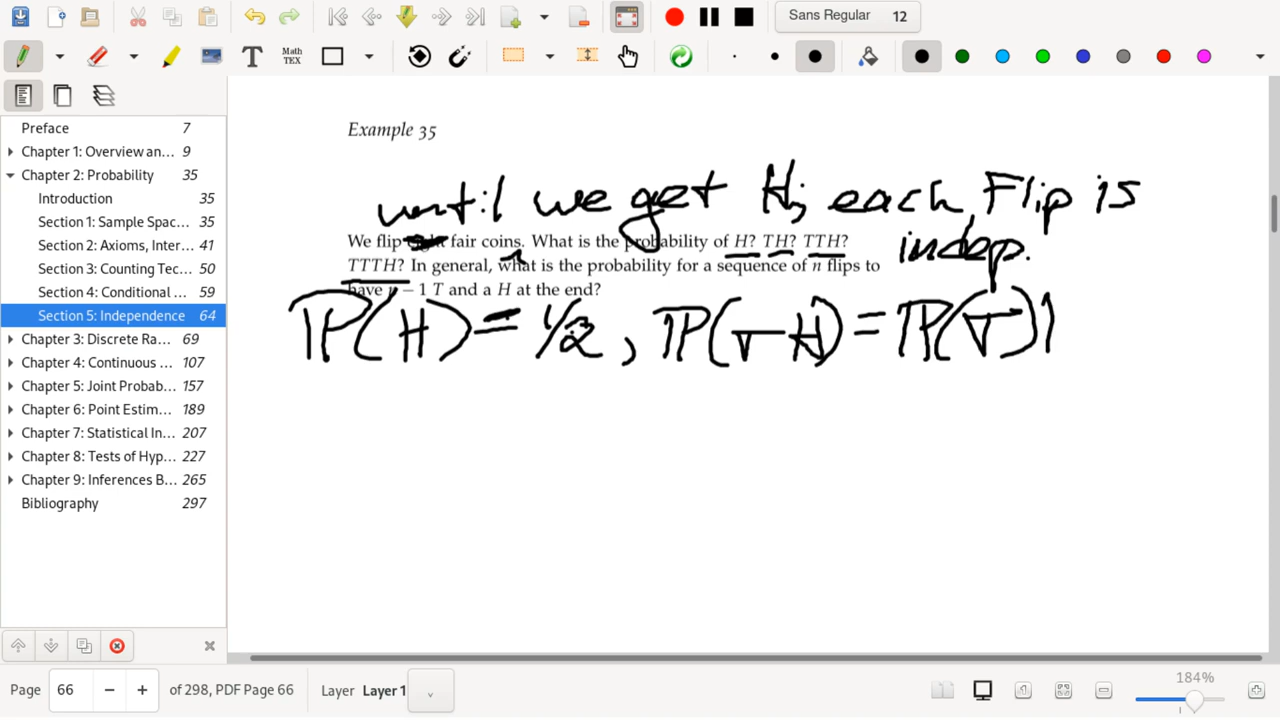 Sans Regular 12
Math
TEX
Preface 7
Chapter 1: Overview an... 9
Chapter 2: Probability 35
Introduction 35
Section 1: Sample Spac... 35
Section 2: Axioms, Inter... 41
Section 3: Counting Tec... 50
Section 4: Conditional ... 59
Section 5: Independence 64
Chapter 3: Discrete Ra... 69
Chapter 4: Continuous ... 107
Chapter 5: Joint Probab... 157
Chapter 6: Point Estim... 189
Chapter 7: Statistical In... 207
Chapter 8: Tests of Hyp... 227
Chapter 9: Inferences B... 265
Bibliography 297
Example 35
until we get H; each Flip is
indep.
We flip fair coins. What is the probability of H? TH? TTH?
TTTH? In general, what is the probability for a sequence of n flips to
have n − 1 T and a H at the end?
ℙ(H) = 1/2 , ℙ(TH) = ℙ(T)
Page 66 − + of 298, PDF Page 66 Layer Layer 1
184%